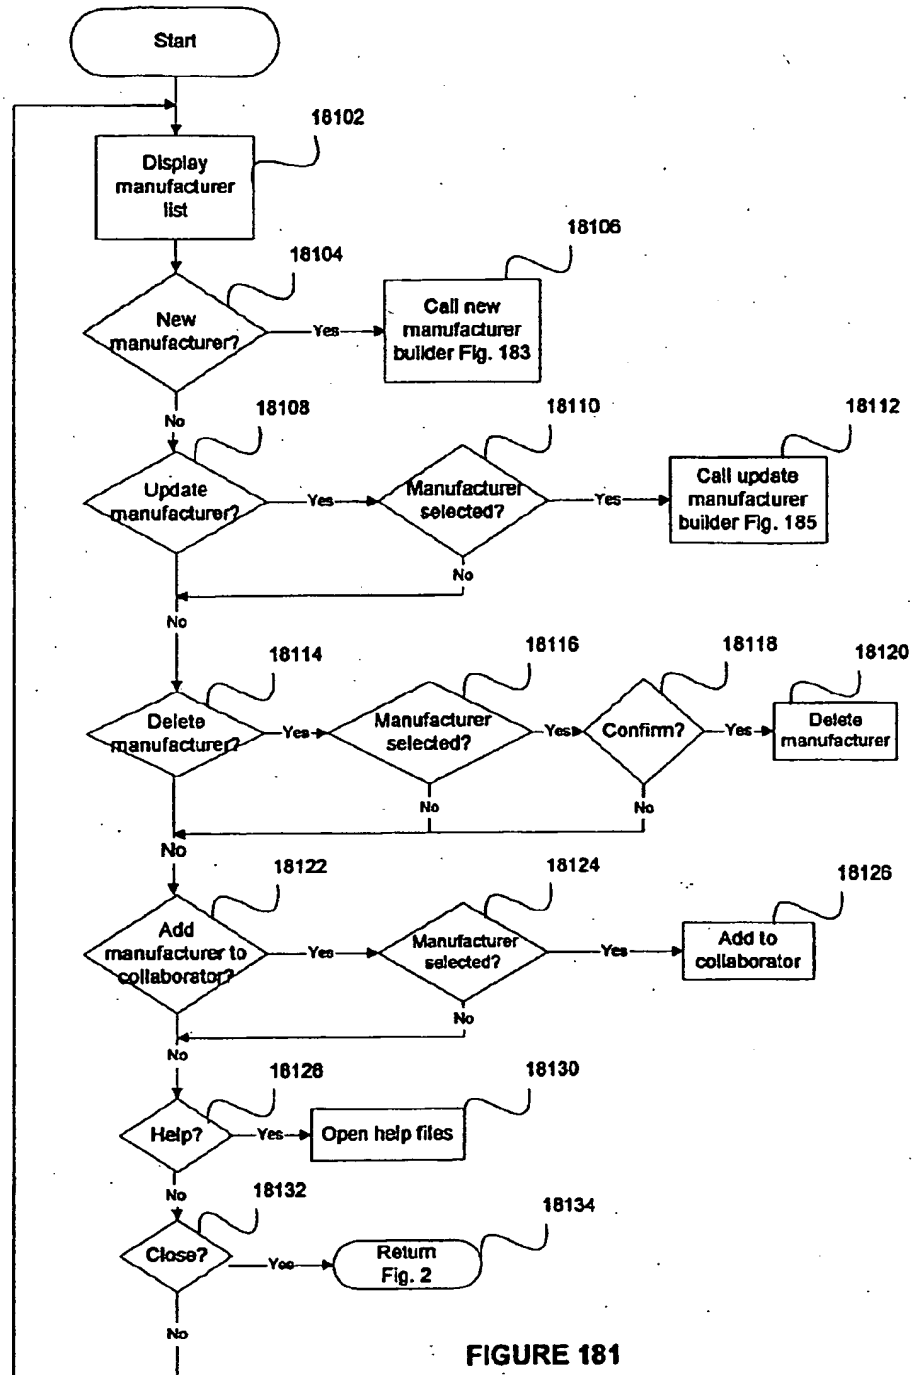 Start
18102
Display
manufacturer
list
18104
18106
New
manufacturer?
Yes
Call new
manufacturer
builder Fig. 183
No
18108
18110
18112
Update
manufacturer?
Yes
Manufacturer
selected?
Yes
Call update
manufacturer
builder Fig. 185
No
No
18114
18116
18118
18120
Delete
manufacturer?
Yes
Manufacturer
selected?
Yes
Confirm?
Yes
Delete
manufacturer
No
No
No
18122
18124
18126
Add
manufacturer to
collaborator?
Yes
Manufacturer
selected?
Yes
Add to
collaborator
No
No
18128
18130
Help?
Yes
Open help files
No
18132
18134
Close?
Yes
Return
Fig. 2
No
FIGURE 181